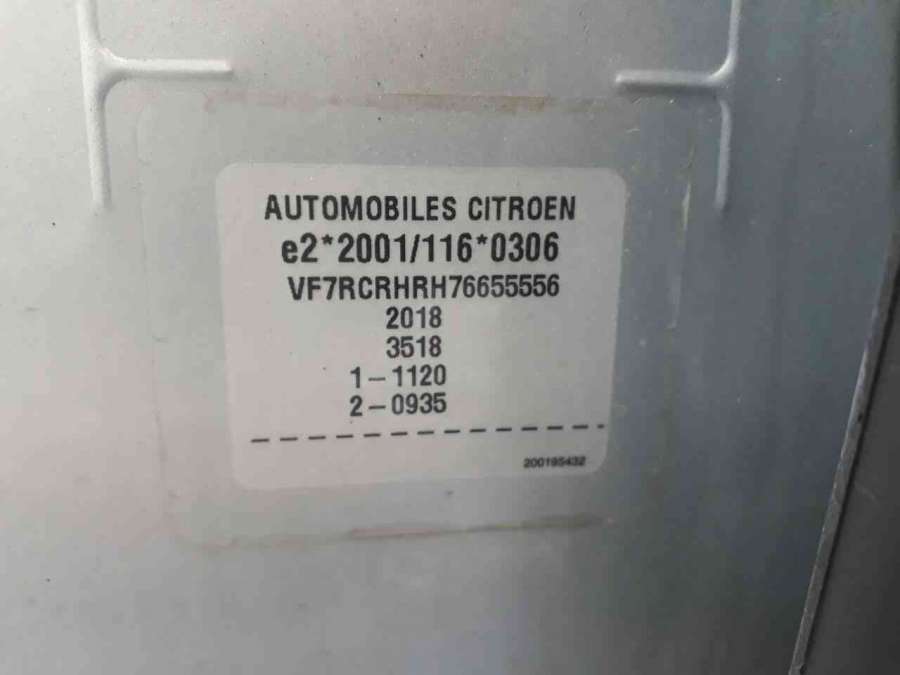 AUTOMOBILES CITROEN
e2*2001/116*0306
VF7RCRHRH76655556
2018
3518
1-1120
2-0935
200195432